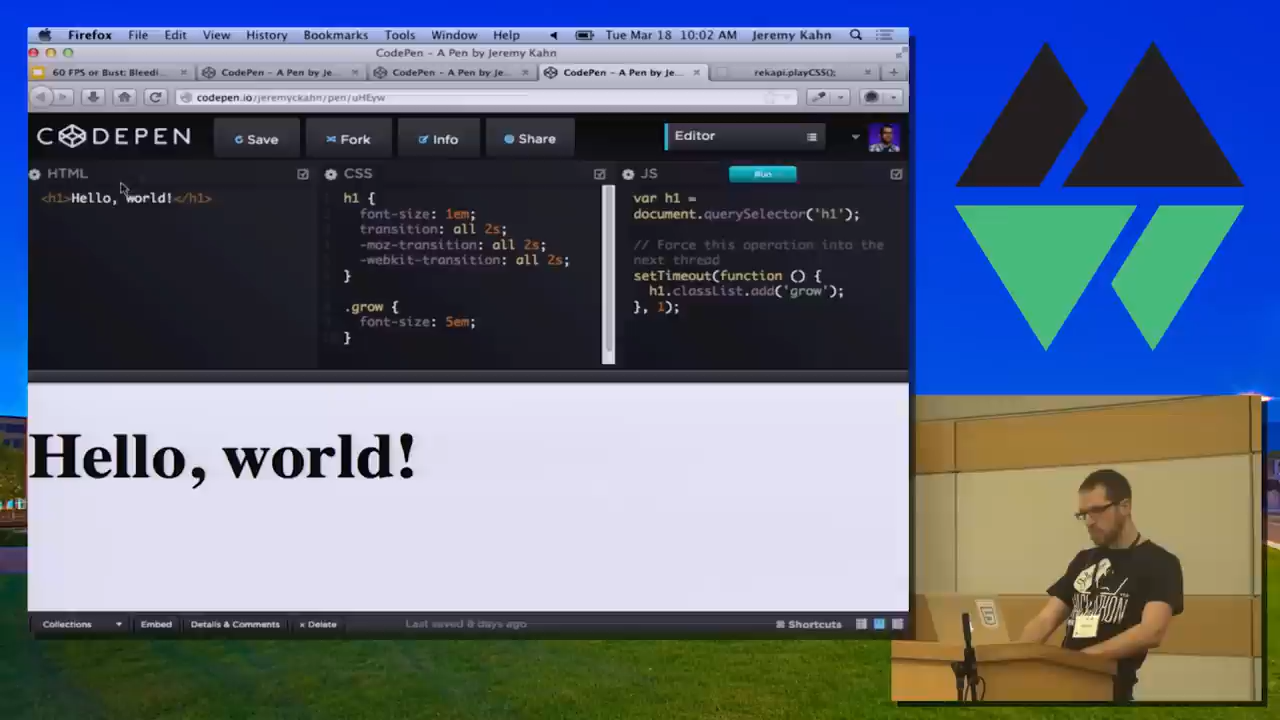 Firefox File Edit View History Bookmarks Tools Window Help Tue Mar 18 10:02 AM Jeremy Kahn
CodePen - A Pen by Jeremy Kahn
60 FPS or Bust: Bleedi... CodePen - A Pen by Je... CodePen - A Pen by Je... CodePen - A Pen by Je... rekapi.playCSS();
codepen.io/jeremyckahn/pen/uHEyw
CODEPEN Save Fork Info Share Editor
HTML CSS JS Run
<h1>Hello, world!</h1>
h1 {
font-size: 1em;
transition: all 2s;
-moz-transition: all 2s;
-webkit-transition: all 2s;
}
.grow {
font-size: 5em;
}
var h1 =
document.querySelector('h1');
// Force this operation into the
next thread
setTimeout(function () {
h1.classList.add('grow');
}, 1);
Hello, world!
Collections Embed Details & Comments × Delete Last saved 8 days ago ⌘ Shortcuts